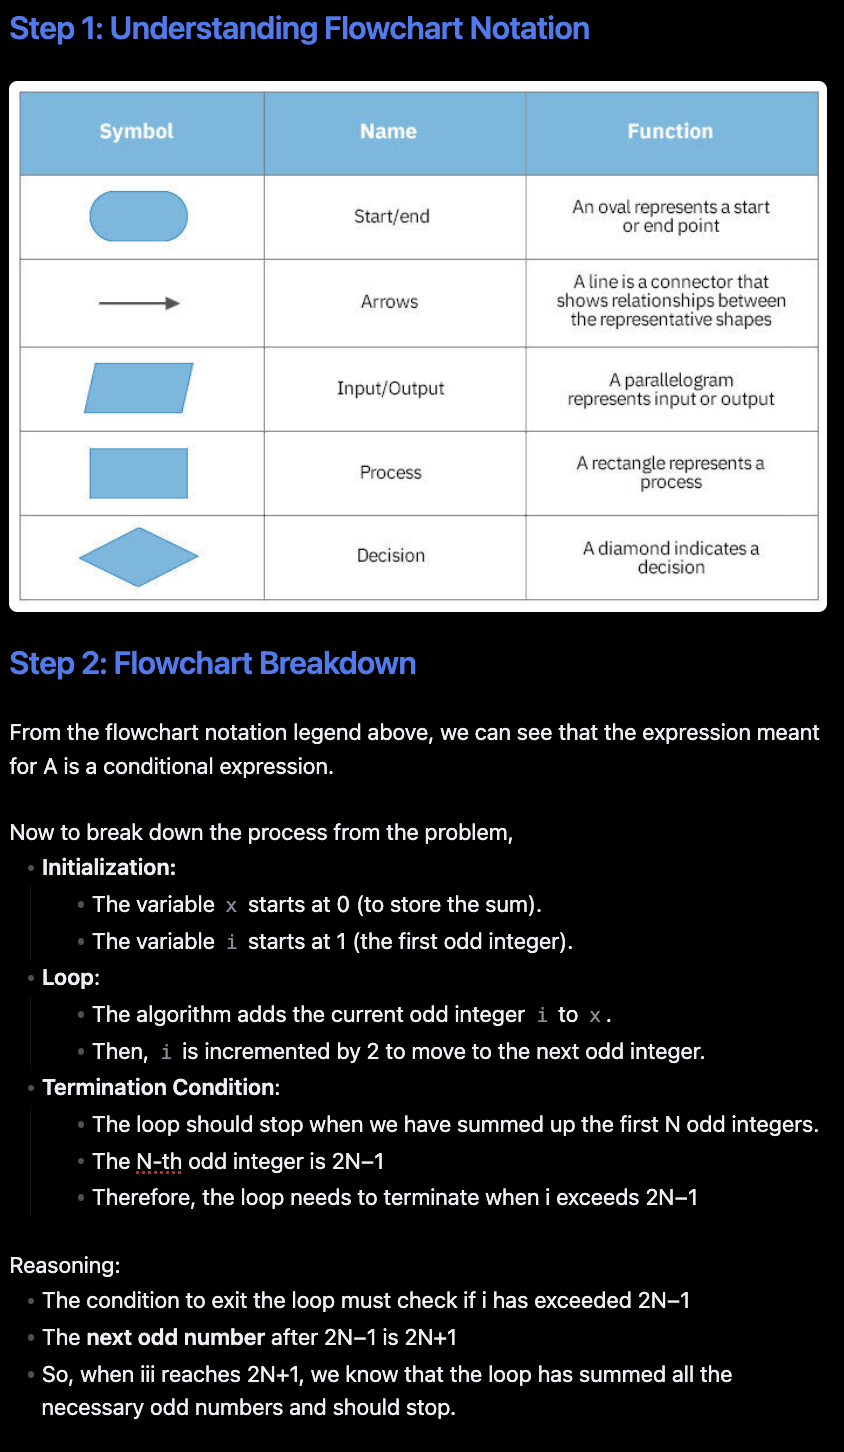 Step 1: Understanding Flowchart Notation
Symbol
Name
Function
Start/end
An oval represents a start
or end point
Arrows
A line is a connector that
shows relationships between
the representative shapes
Input/Output
A parallelogram
represents input or output
Process
A rectangle represents a
process
Decision
A diamond indicates a
decision
Step 2: Flowchart Breakdown
From the flowchart notation legend above, we can see that the expression meant
for A is a conditional expression.
Now to break down the process from the problem,
• Initialization:
• The variable x starts at 0 (to store the sum).
• The variable i starts at 1 (the first odd integer).
• Loop:
• The algorithm adds the current odd integer i to x.
• Then, i is incremented by 2 to move to the next odd integer.
• Termination Condition:
• The loop should stop when we have summed up the first N odd integers.
• The N-th odd integer is 2N−1
• Therefore, the loop needs to terminate when i exceeds 2N−1
Reasoning:
• The condition to exit the loop must check if i has exceeded 2N−1
• The next odd number after 2N−1 is 2N+1
• So, when iii reaches 2N+1, we know that the loop has summed all the
necessary odd numbers and should stop.